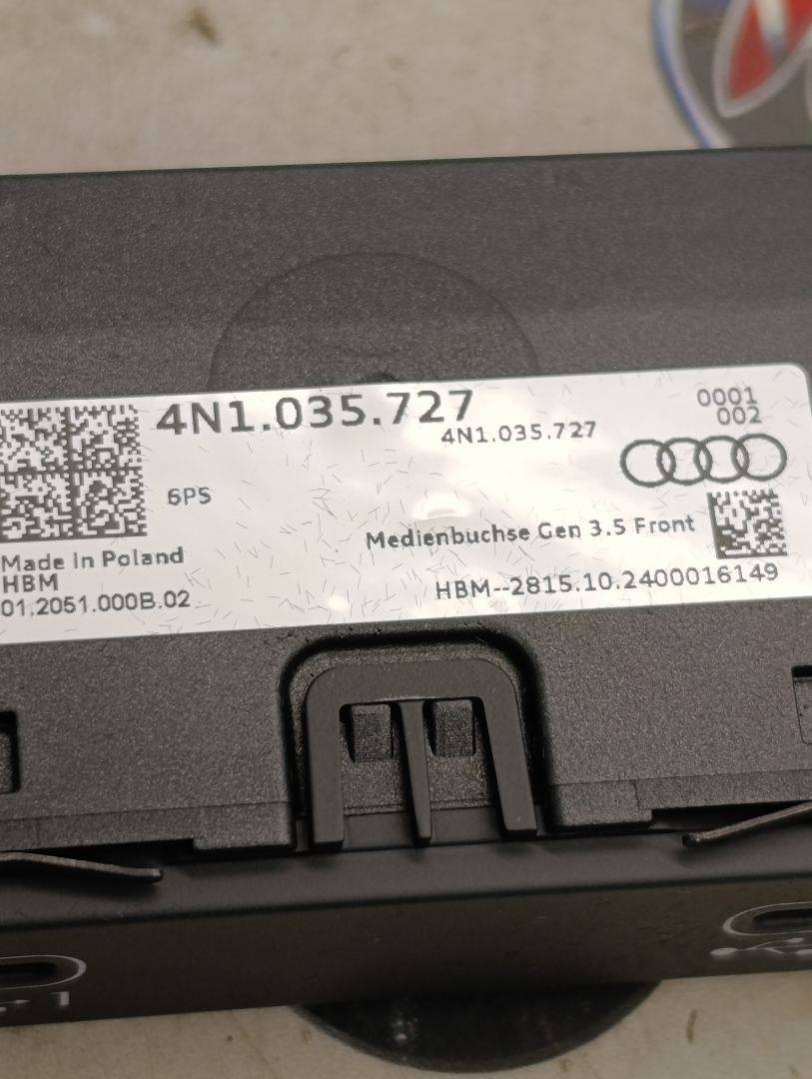 4N1.035.727
4N1.035.727
0001
002
6PS
Medienbuchse Gen 3.5 Front
Made in Poland
HBM
HBM--2815.10.2400016149
01.2051.000B.02